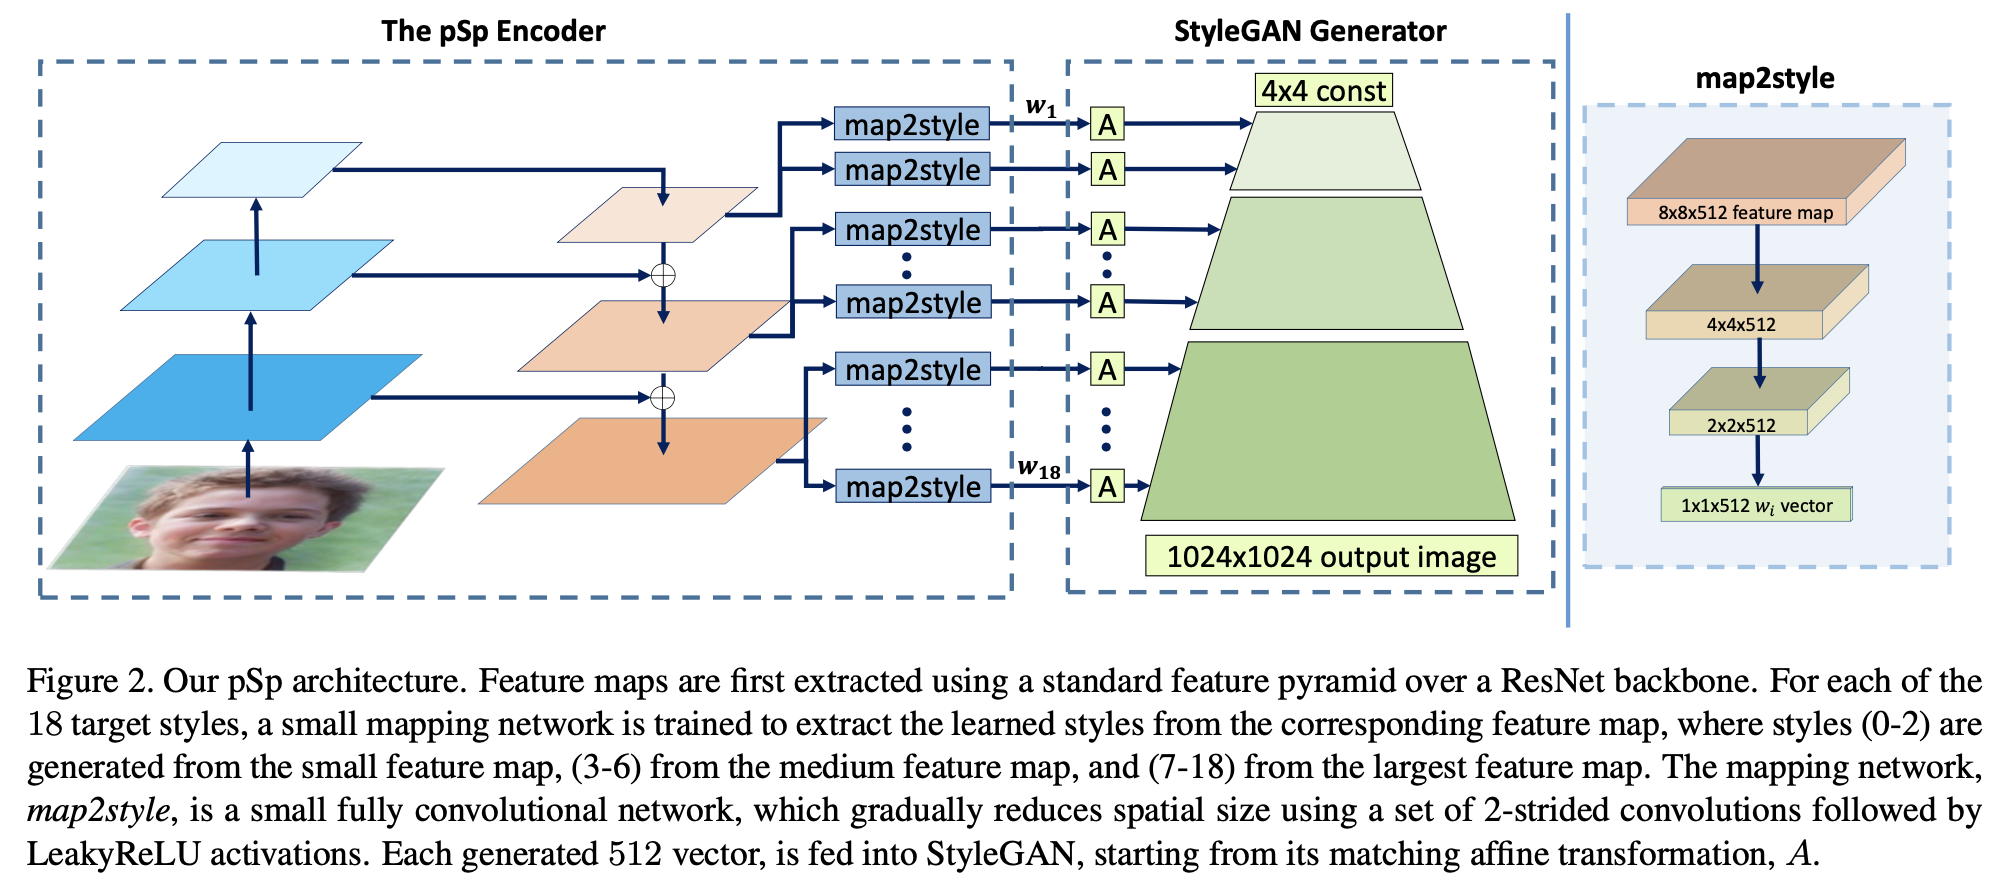 The pSp Encoder
StyleGAN Generator
map2style
4x4 const
map2style
w1
A
map2style
A
map2style
A
map2style
A
map2style
A
map2style
w18
A
1024x1024 output image
8x8x512 feature map
4x4x512
2x2x512
1x1x512 wi vector
Figure 2. Our pSp architecture. Feature maps are first extracted using a standard feature pyramid over a ResNet backbone. For each of the
18 target styles, a small mapping network is trained to extract the learned styles from the corresponding feature map, where styles (0-2) are
generated from the small feature map, (3-6) from the medium feature map, and (7-18) from the largest feature map. The mapping network,
map2style, is a small fully convolutional network, which gradually reduces spatial size using a set of 2-strided convolutions followed by
LeakyReLU activations. Each generated 512 vector, is fed into StyleGAN, starting from its matching affine transformation, A.